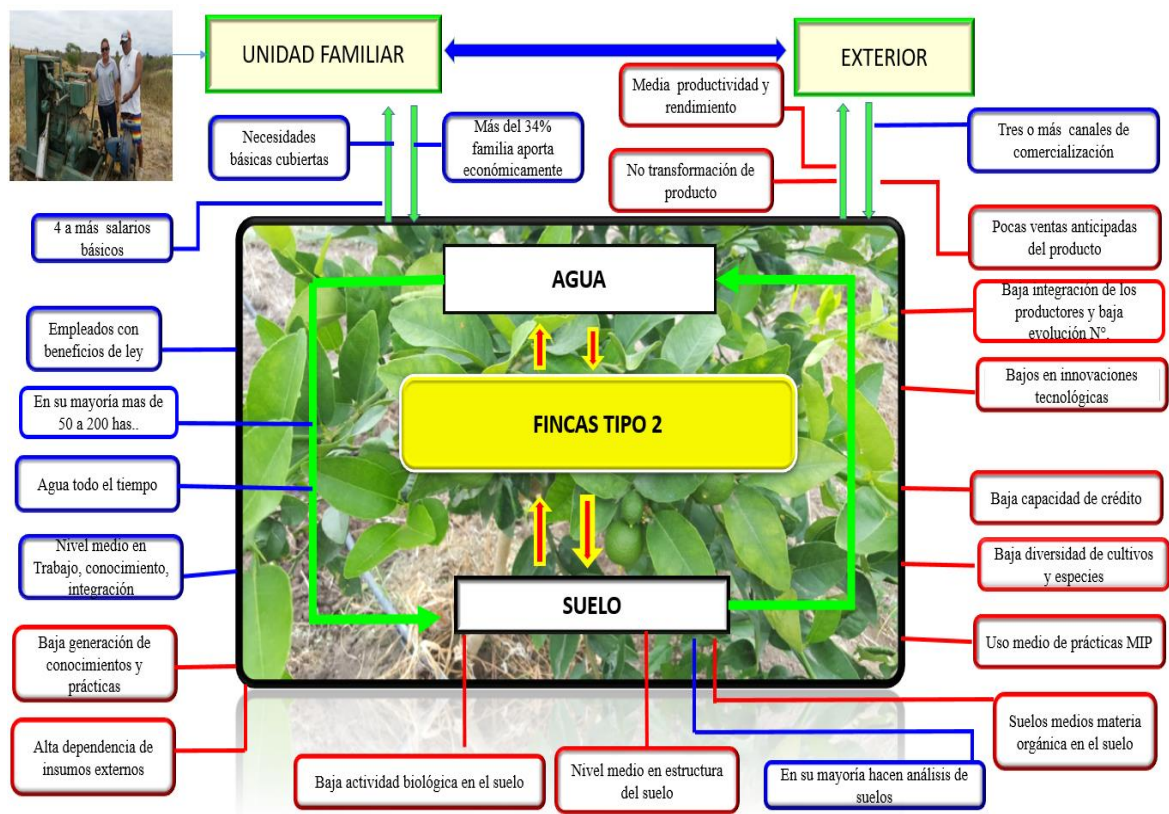 UNIDAD FAMILIAR
EXTERIOR
Media productividad y
rendimiento
Necesidades
básicas cubiertas
Más del 34%
familia aporta
económicamente
Tres o más canales de
comercialización
No transformación de
producto
4 a más salarios
básicos
Pocas ventas anticipadas
del producto
AGUA
Baja integración de los
productores y baja
evolución N°.
Empleados con
beneficios de ley
Bajos en innovaciones
tecnológicas
En su mayoría mas de
50 a 200 has..
FINCAS TIPO 2
Agua todo el tiempo
Baja capacidad de crédito
Nivel medio en
Trabajo, conocimiento,
integración
Baja diversidad de cultivos
y especies
SUELO
Baja generación de
conocimientos y
prácticas
Uso medio de prácticas MIP
Suelos medios materia
orgánica en el suelo
Alta dependencia de
insumos externos
Baja actividad biológica en el suelo
Nivel medio en estructura
del suelo
En su mayoría hacen análisis de
suelos